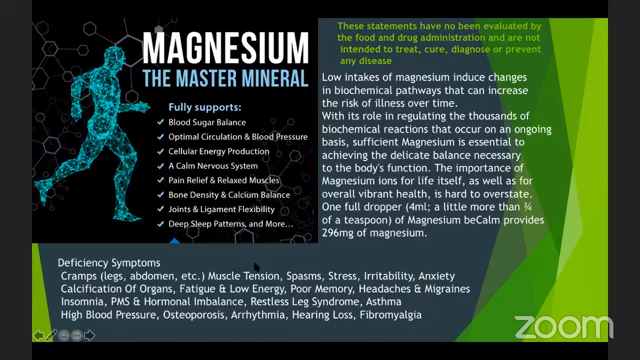 MAGNESIUM
THE MASTER MINERAL
Fully supports:
Blood Sugar Balance
Optimal Circulation & Blood Pressure
Cellular Energy Production
A Calm Nervous System
Pain Relief & Relaxed Muscles
Bone Density & Calcium Balance
Joints & Ligament Flexibility
Deep Sleep Patterns, and More...
These statements have no been evaluated by
the food and drug administration and are not
intended to treat, cure, diagnose or prevent
any disease
Low intakes of magnesium induce changes
in biochemical pathways that can increase
the risk of illness over time.
With its role in regulating the thousands of
biochemical reactions that occur on an ongoing
basis, sufficient Magnesium is essential to
achieving the delicate balance necessary
to the body's function. The importance of
Magnesium ions for life itself, as well as for
overall vibrant health, is hard to overstate.
One full dropper (4ml; a little more than ¾
of a teaspoon) of Magnesium beCalm provides
296mg of magnesium.
Deficiency Symptoms
Cramps (legs, abdomen, etc.) Muscle Tension, Spasms, Stress, Irritability, Anxiety
Calcification Of Organs, Fatigue & Low Energy, Poor Memory, Headaches & Migraines
Insomnia, PMS & Hormonal Imbalance, Restless Leg Syndrome, Asthma
High Blood Pressure, Osteoporosis, Arrhythmia, Hearing Loss, Fibromyalgia
zoom